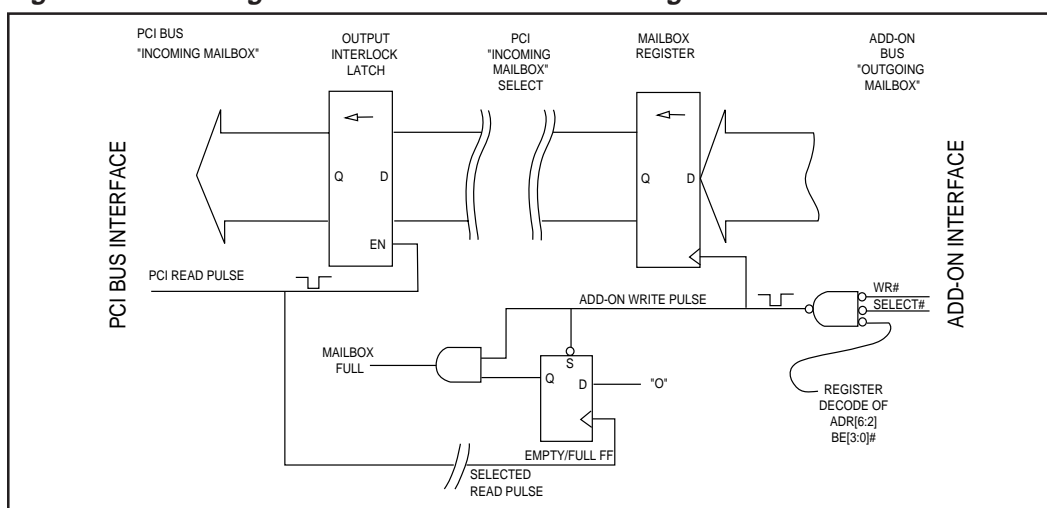 PCI BUS
"INCOMING MAILBOX"
OUTPUT
INTERLOCK
LATCH
PCI
"INCOMING
MAILBOX"
SELECT
MAILBOX
REGISTER
ADD-ON
BUS
"OUTGOING
MAILBOX"
PCI BUS INTERFACE
Q D
EN
Q D
ADD-ON INTERFACE
PCI READ PULSE
ADD-ON WRITE PULSE
WR#
SELECT#
MAILBOX
FULL
S
Q D
"O"
REGISTER
DECODE OF
ADR[6:2]
BE[3:0]#
EMPTY/FULL FF
SELECTED
READ PULSE